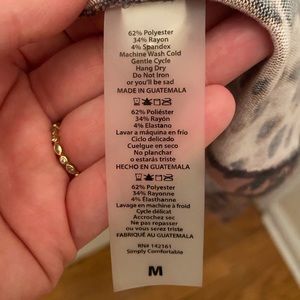 62% Polyester
34% Rayon
4% Spandex
Machine Wash Cold
Gentle Cycle
Hang Dry
Do Not Iron
or you'll be sad
MADE IN GUATEMALA
62% Poliéster
34% Rayón
4% Elastano
Lavar a máquina en frío
Ciclo delicado
Cuelgue en seco
No planchar
o estarás triste
HECHO EN GUATEMALA
62% Polyester
34% Rayonne
4% Élasthanne
Lavage en machine à froid
Cycle délicat
Accrochez sec
Ne pas repasser
ou vous serez triste
FABRIQUÉ AU GUATEMALA
RN# 142161
Simply Comfortable
M